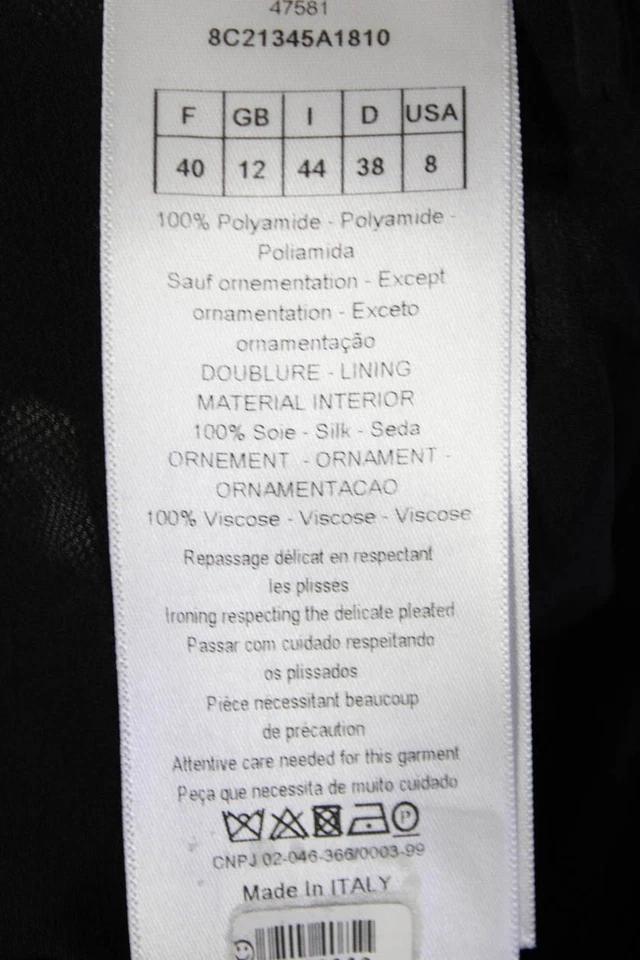 47581
8C21345A1810
F GB I D USA
40 12 44 38 8
100% Polyamide - Polyamide -
Poliamida
Sauf ornementation - Except
ornamentation - Exceto
ornamentação
DOUBLURE - LINING
MATERIAL INTERIOR
100% Soie - Silk - Seda
ORNEMENT - ORNAMENT -
ORNAMENTACAO
100% Viscose - Viscose - Viscose
Repassage délicat en respectant
les plisses
Ironing respecting the delicate pleated
Passar com cuidado respeitando
os plissados
Pièce nécessitant beaucoup
de précaution
Attentive care needed for this garment
Peça que necessita de muito cuidado
P
CNPJ 02-046-366/0003-99
Made In ITALY